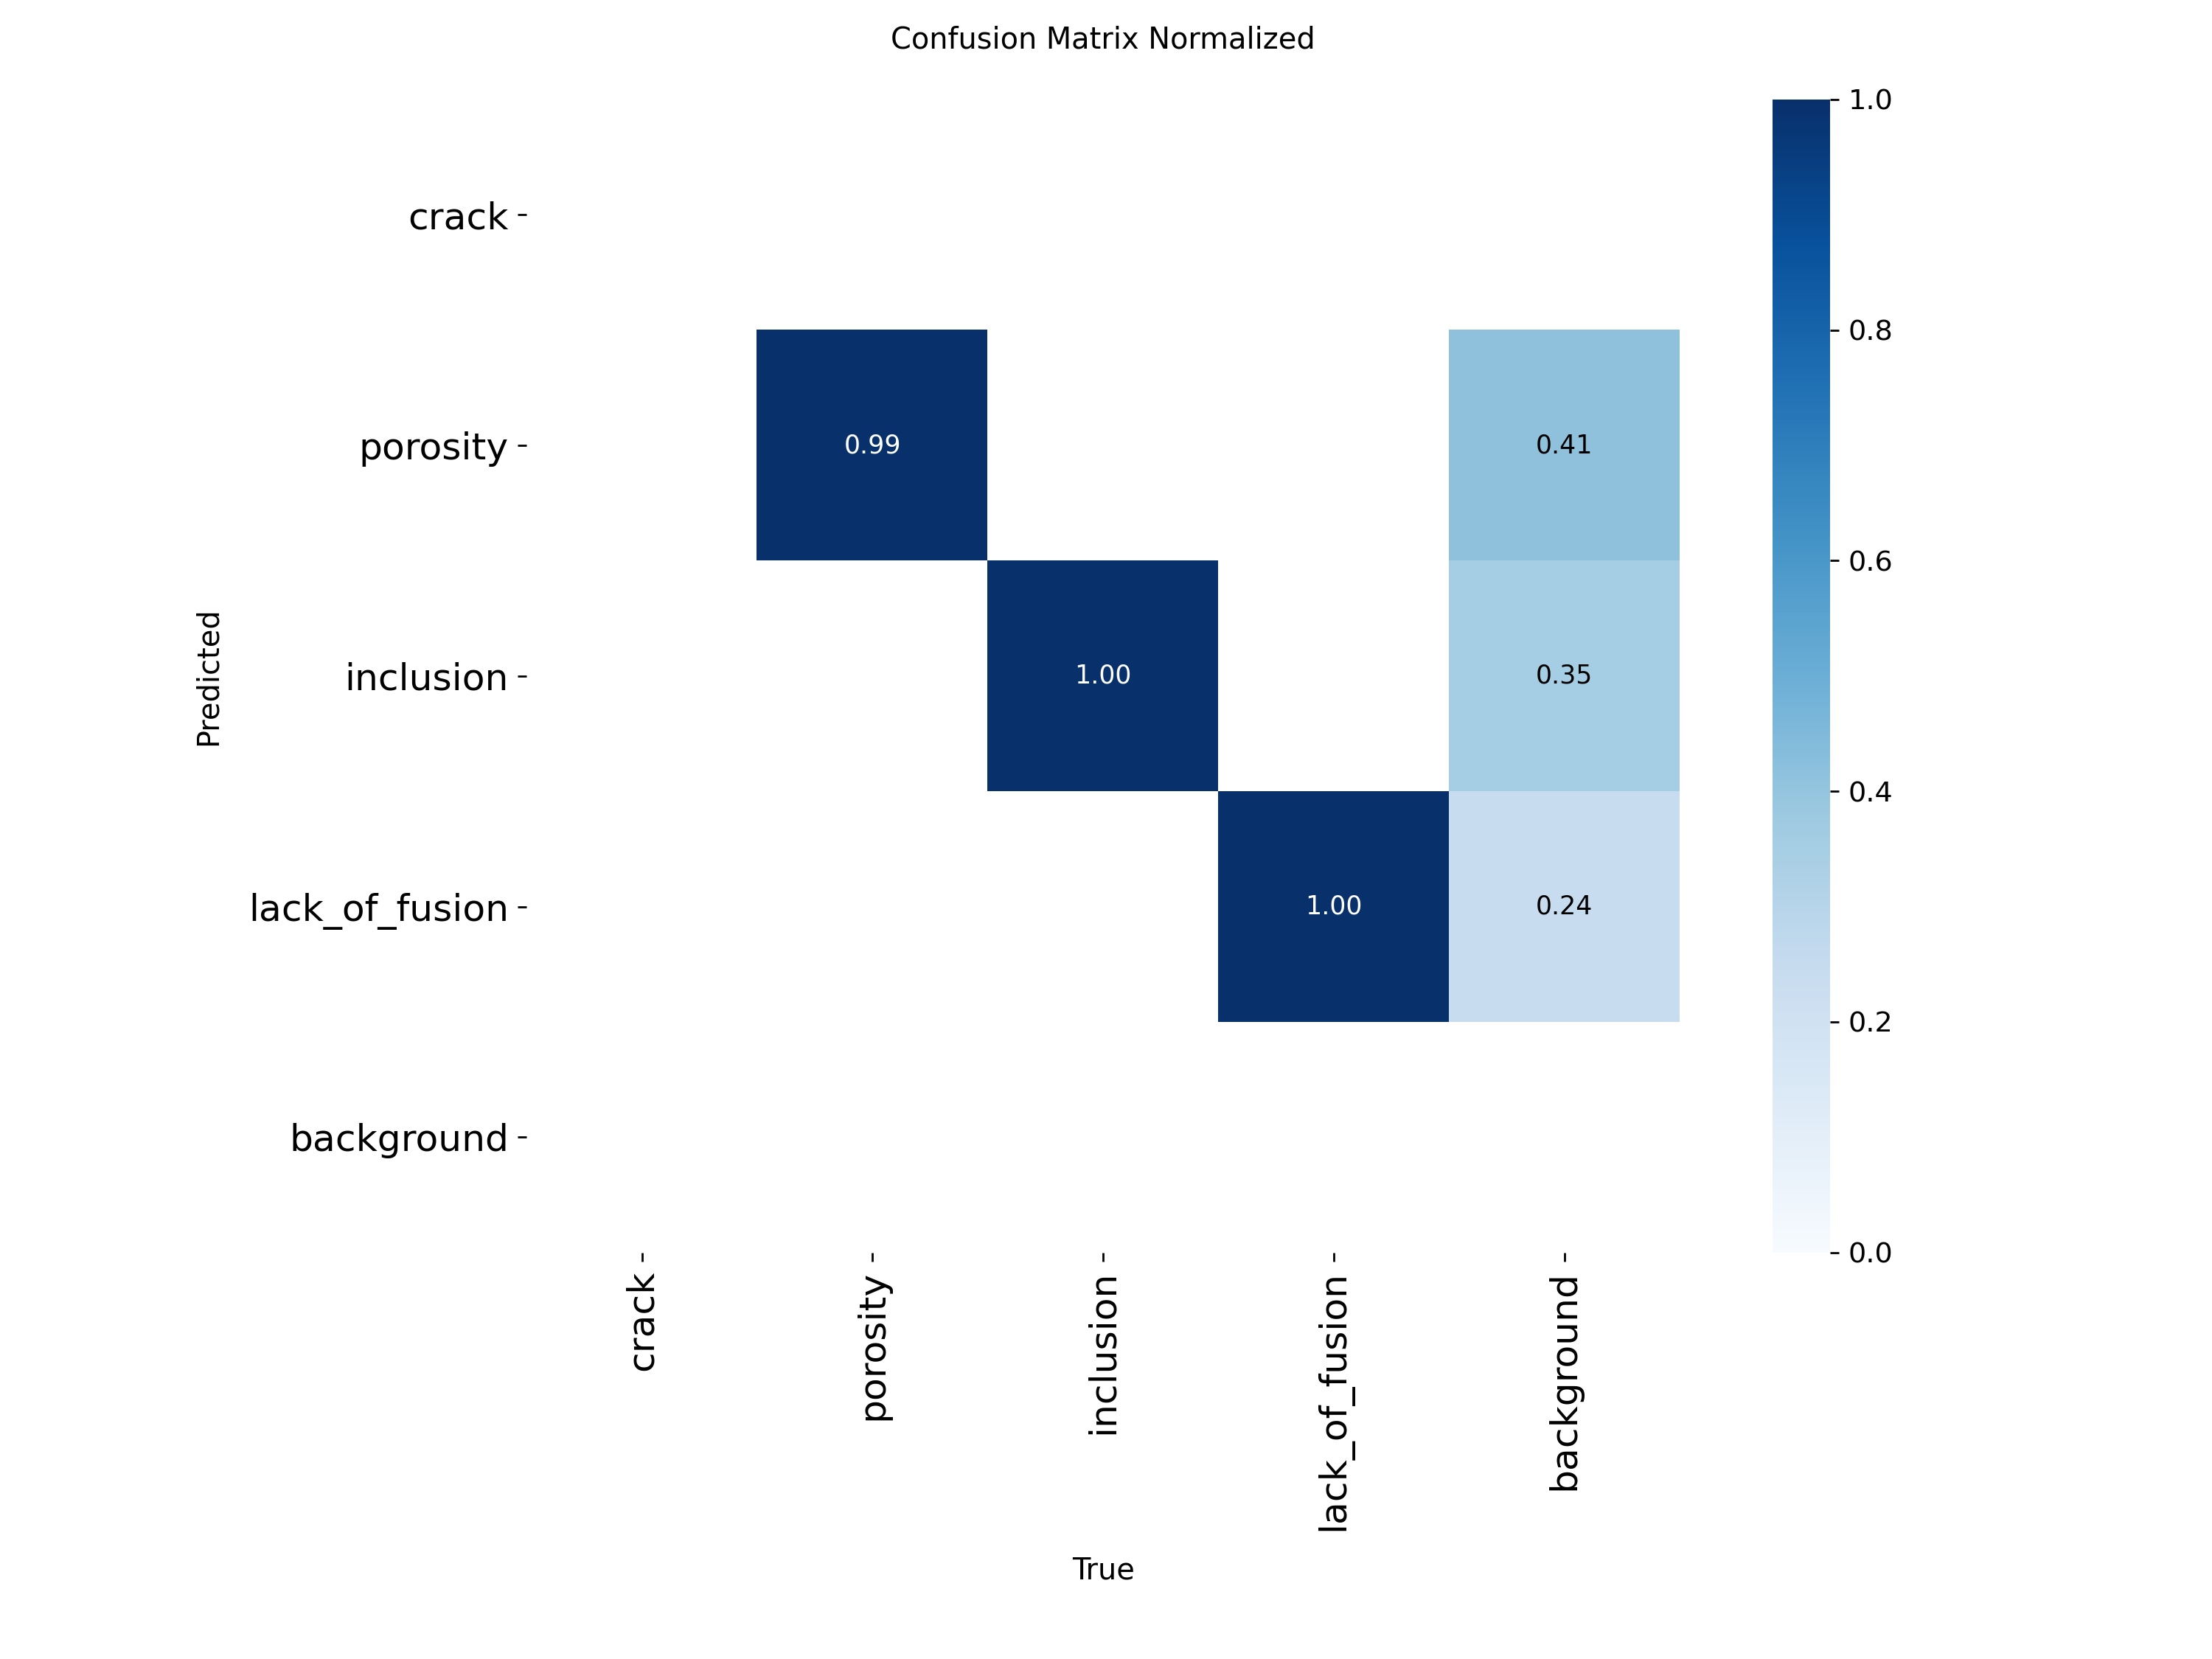 Confusion Matrix Normalized
crack
porosity
inclusion
lack_of_fusion
background
Predicted
0.99
0.41
1.00
0.35
1.00
0.24
1.0
0.8
0.6
0.4
0.2
0.0
crack
porosity
inclusion
lack_of_fusion
background
True